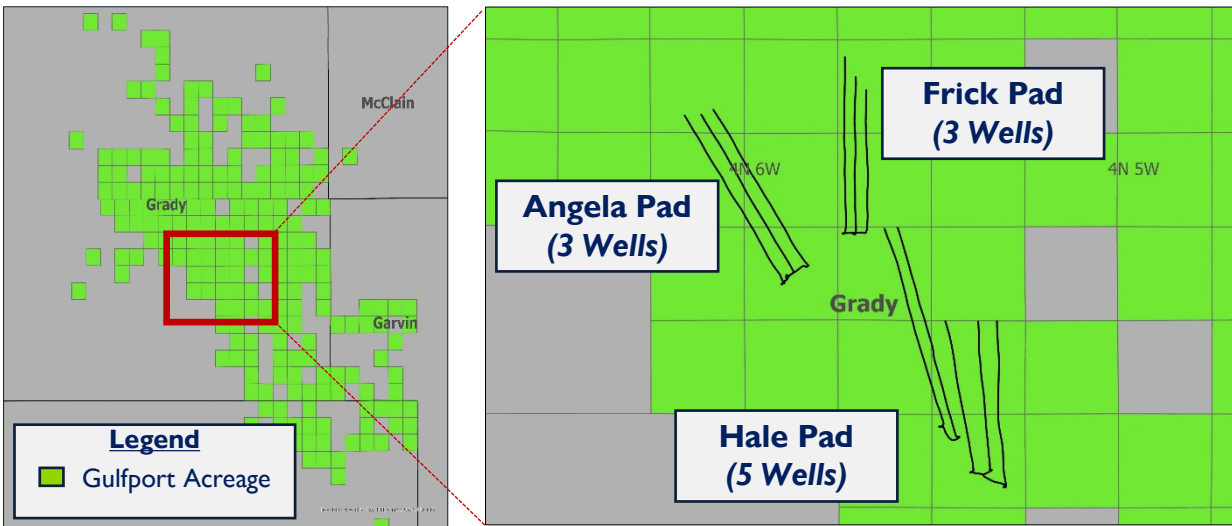 McClain
Grady
Garvin
Legend
Gulfport Acreage
Frick Pad
(3 Wells)
4N 6W
4N 5W
Angela Pad
(3 Wells)
Grady
Hale Pad
(5 Wells)